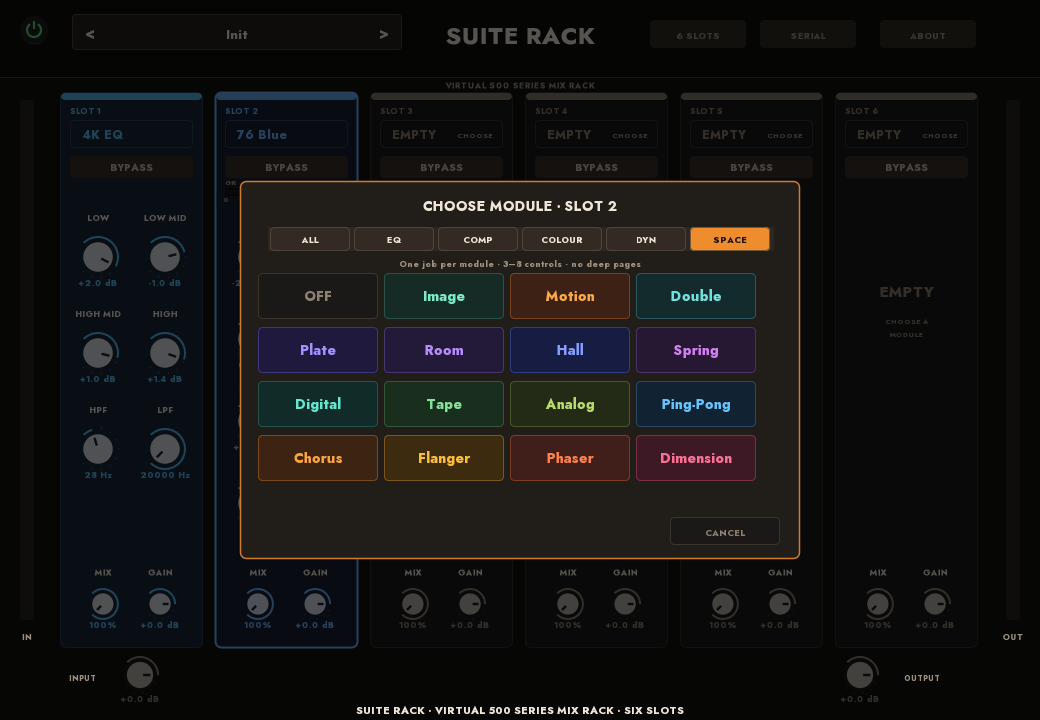 < Init >
SUITE RACK
6 SLOTS
SERIAL
ABOUT
VIRTUAL 500 SERIES MIX RACK
SLOT 1
SLOT 2
SLOT 3
SLOT 4
SLOT 5
SLOT 6
4K EQ
76 Blue
EMPTY CHOOSE
EMPTY CHOOSE
EMPTY CHOOSE
EMPTY CHOOSE
BYPASS
BYPASS
BYPASS
BYPASS
BYPASS
BYPASS
LOW
LOW MID
+2.0 dB
-1.0 dB
HIGH MID
HIGH
+1.0 dB
+1.4 dB
HPF
LPF
28 Hz
20000 Hz
CHOOSE MODULE · SLOT 2
ALL
EQ
COMP
COLOUR
DYN
SPACE
One job per module · 3–8 controls · no deep pages
OFF
Image
Motion
Double
Plate
Room
Hall
Spring
Digital
Tape
Analog
Ping-Pong
Chorus
Flanger
Phaser
Dimension
CANCEL
EMPTY
CHOOSE A
MODULE
MIX GAIN
MIX GAIN
MIX GAIN
MIX GAIN
MIX GAIN
MIX GAIN
100% +0.0 dB
100% +0.0 dB
100% +0.0 dB
100% +0.0 dB
100% +0.0 dB
100% +0.0 dB
IN
OUT
INPUT
+0.0 dB
OUTPUT
+0.0 dB
SUITE RACK · VIRTUAL 500 SERIES MIX RACK · SIX SLOTS